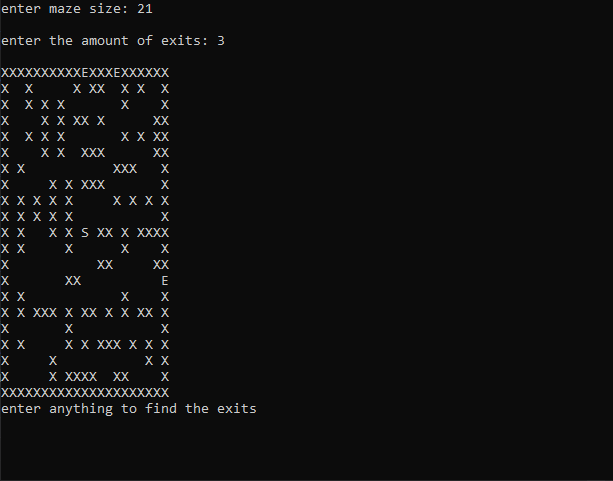 enter maze size: 21
enter the amount of exits: 3
XXXXXXXXXXEXXXEXXXXXX
X  X     X XX  X X  X
X  X X X       X    X
X    X X XX X      XX
X  X X X       X X XX
X    X X  XXX      XX
X X           XXX   X
X     X X XXX       X
X X X X X     X X X X
X X X X X           X
X X   X X S XX X XXXX
X X     X      X    X
X           XX     XX
X       XX          E
X X            X    X
X X XXX X XX X X XX X
X       X           X
X X     X X XXX X X X
X     X           X X
X     X XXXX  XX    X
XXXXXXXXXXXXXXXXXXXXX
enter anything to find the exits